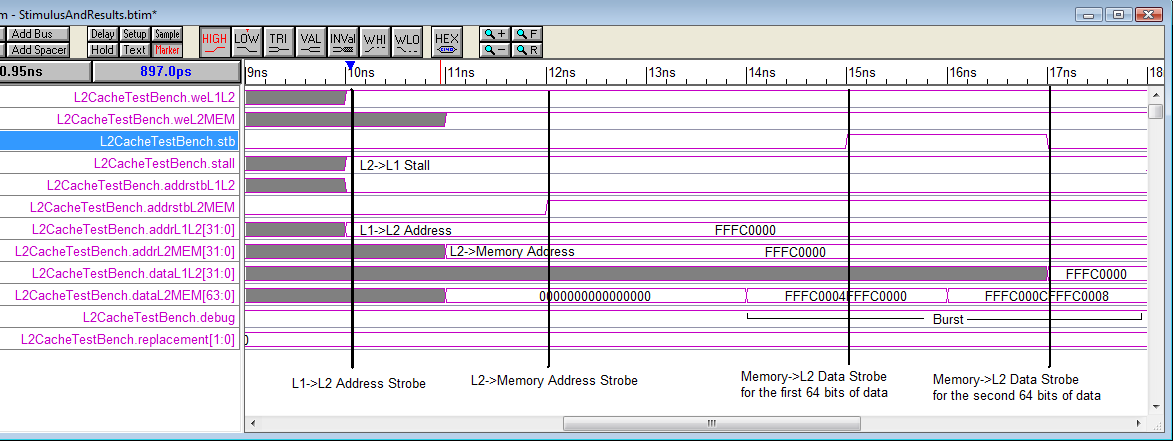 m - StimulusAndResults.btim*
Add Bus Delay Setup Sample HIGH LOW TRI VAL INVal WHI WLO HEX + F
Add Spacer Hold Text Marker - R
0.95ns 897.0ps 9ns 10ns 11ns 12ns 13ns 14ns 15ns 16ns 17ns 18
L2CacheTestBench.weL1L2
L2CacheTestBench.weL2MEM
L2CacheTestBench.stb
L2CacheTestBench.stall L2->L1 Stall
L2CacheTestBench.addrstbL1L2
L2CacheTestBench.addrstbL2MEM
L2CacheTestBench.addrL1L2[31:0] L1->L2 Address FFFC0000
L2CacheTestBench.addrL2MEM[31:0] L2->Memory Address FFFC0000
L2CacheTestBench.dataL1L2[31:0] FFFC0000
L2CacheTestBench.dataL2MEM[63:0] 0000000000000000 FFFC0004FFFC0000 FFFC000CFFFC0008
L2CacheTestBench.debug Burst
L2CacheTestBench.replacement[1:0] 0
L1->L2 Address Strobe L2->Memory Address Strobe Memory->L2 Data Strobe Memory->L2 Data Strobe
for the first 64 bits of data for the second 64 bits of data